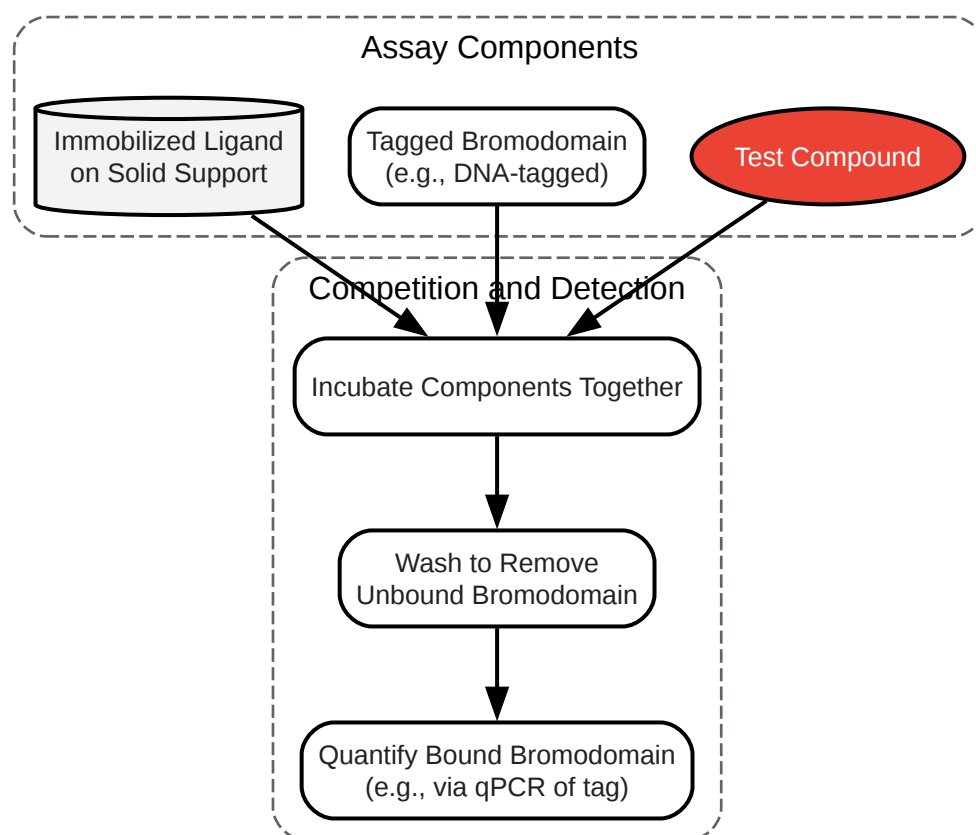 Assay Components
Immobilized Ligand
on Solid Support
Tagged Bromodomain
(e.g., DNA-tagged)
Test Compound
Competition and Detection
Incubate Components Together
Wash to Remove
Unbound Bromodomain
Quantify Bound Bromodomain
(e.g., via qPCR of tag)